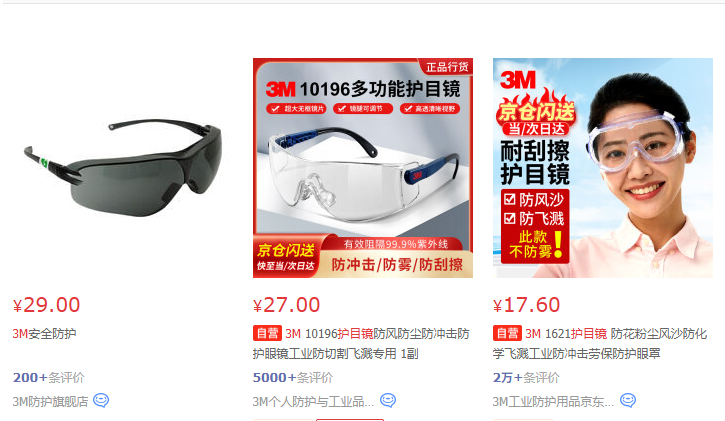 正品行货
3M 10196多功能护目镜
超大无框镜片 镜腿可调节 高透清晰视野
3M
京仓闪送
快至当/次日达
有效阻隔99.9%紫外线
防冲击/防雾/防刮擦
3M
京仓闪送
当/次日达
耐刮擦
护目镜
防风沙
防飞溅
此款
不防雾!
¥29.00
3M安全防护
200+条评价
3M防护旗舰店
¥27.00
自营 3M 10196护目镜防风防尘防冲击防
护眼镜工业防切割飞溅专用 1副
5000+条评价
3M个人防护与工业品...
¥17.60
自营 3M 1621护目镜 防花粉尘风沙防化
学飞溅工业防冲击劳保防护眼罩
2万+条评价
3M工业防护用品京东...